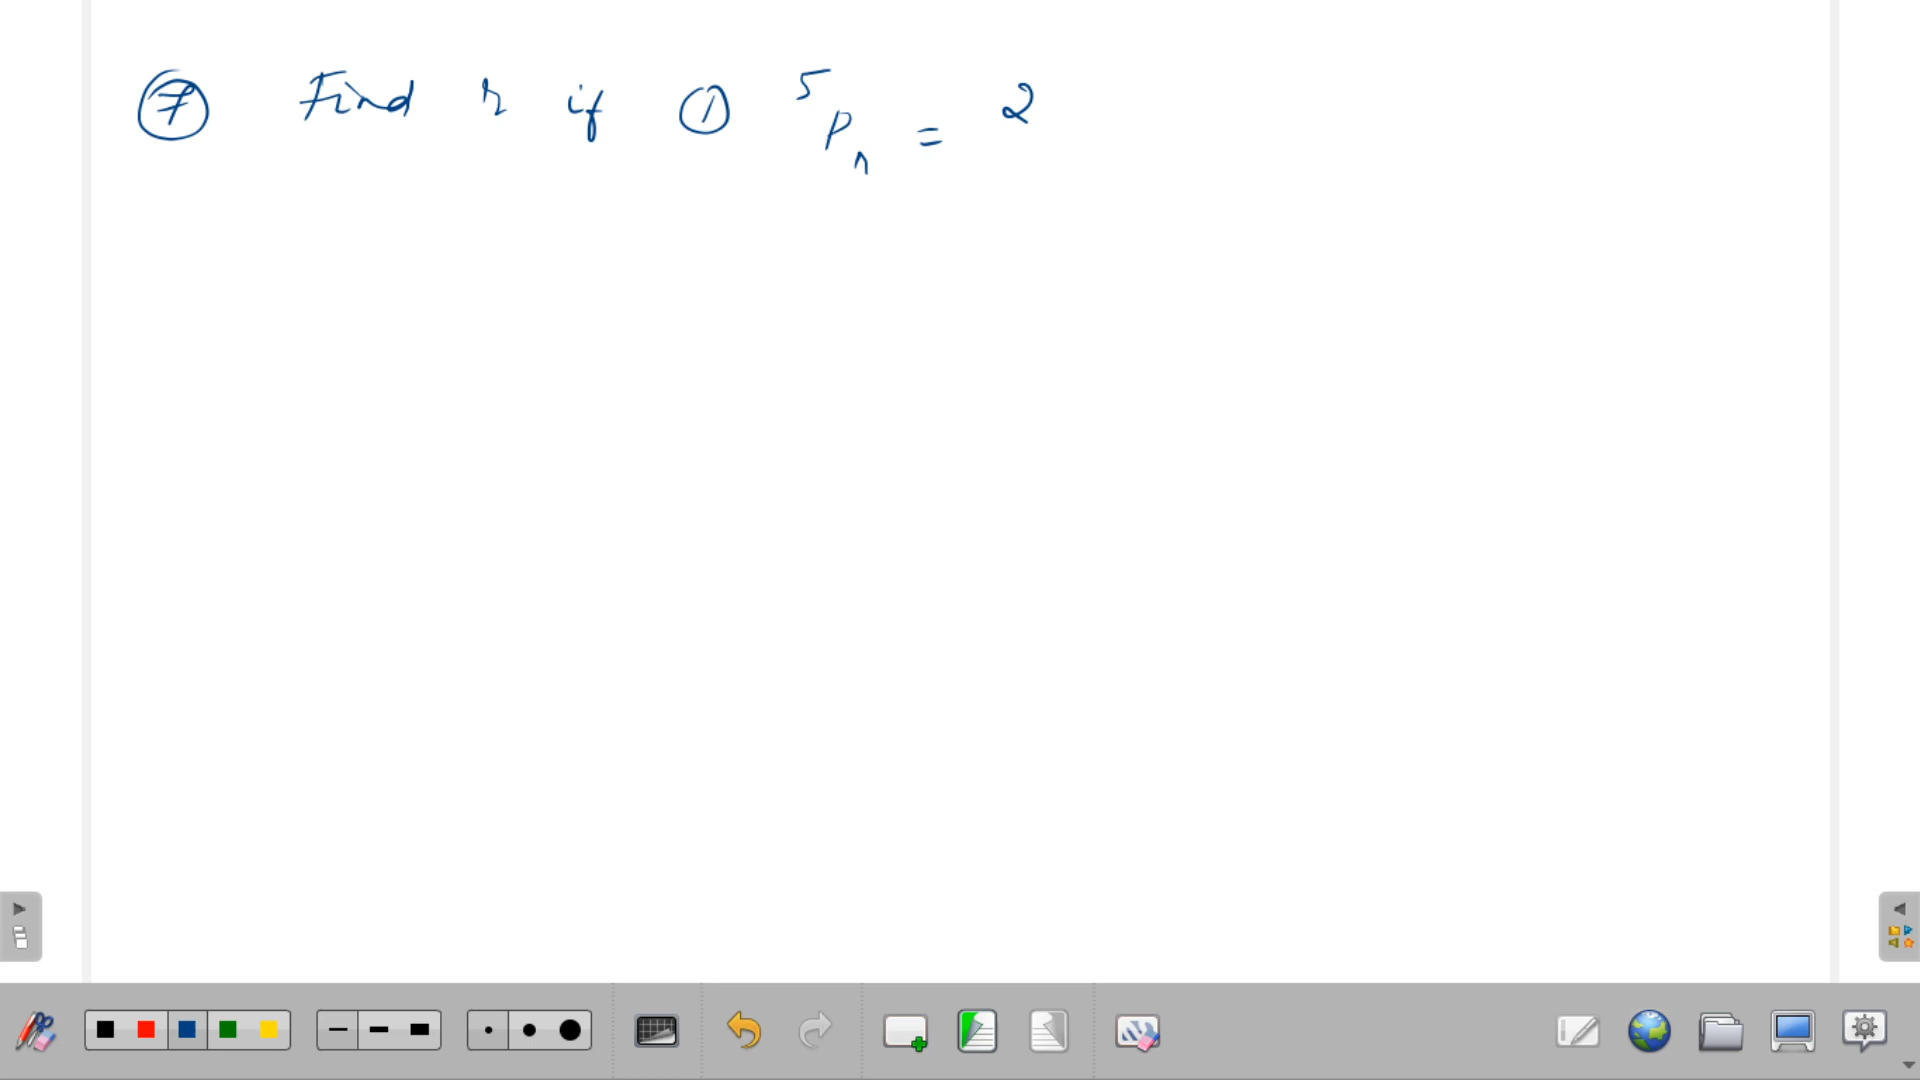 ⑦ Find r if ① ⁵Pᵣ = 2